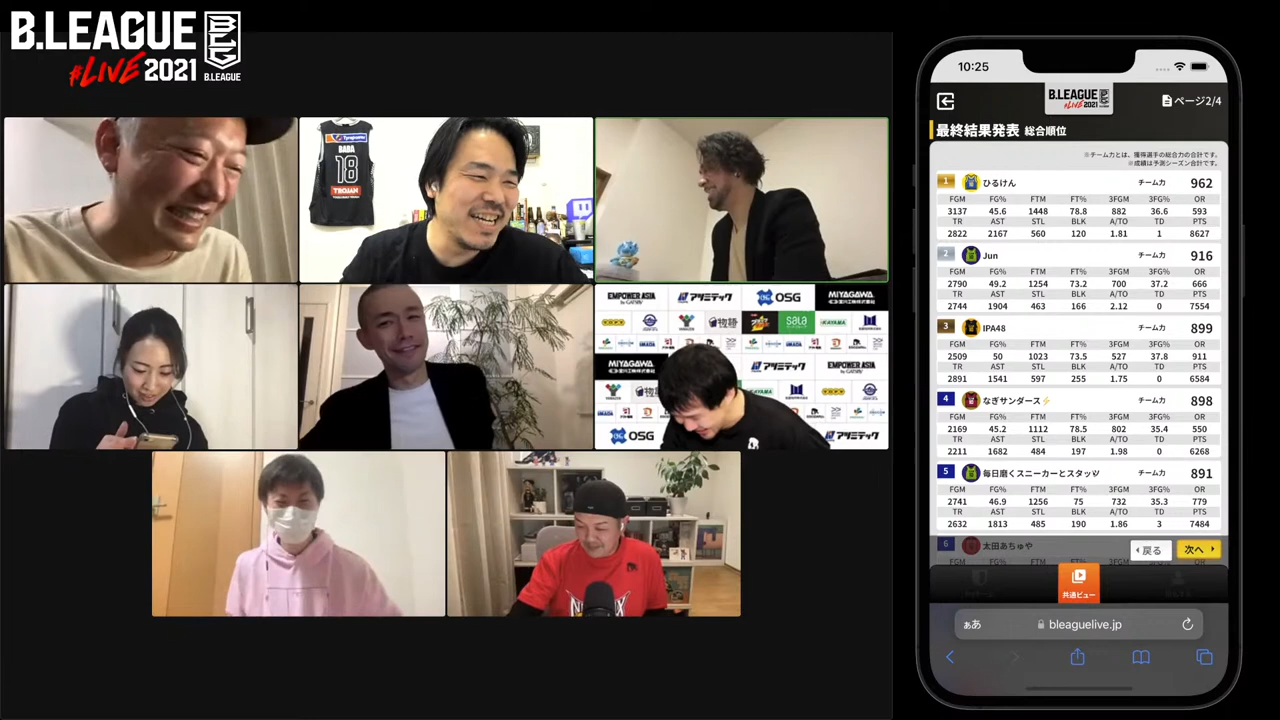 B.LEAGUE
#LIVE 2021
B.LEAGUE
BABA
18
TROJAN
EMPOWER ASIA
アツミテック
OSG
MIYAGAWA
sala
KAYAMA
MIYAGAWA
アツミテック
EMPOWER ASIA
OSG
アツミテック
10:25
B.LEAGUE
#LIVE 2021
ページ2/4
最終結果発表 総合順位
※チーム力とは、獲得選手の総合力の合計です。
※成績は予測シーズン合計です。
1 ひるけん チーム力 962
FGM FG% FTM FT% 3FGM 3FG% OR
3137 45.6 1448 78.8 882 36.6 593
TR AST STL BLK A/TO TD PTS
2822 2167 560 120 1.81 1 8627
2 Jun チーム力 916
FGM FG% FTM FT% 3FGM 3FG% OR
2790 49.2 1254 73.2 700 37.2 666
TR AST STL BLK A/TO TD PTS
2744 1904 463 166 2.12 0 7554
3 IPA48 チーム力 899
FGM FG% FTM FT% 3FGM 3FG% OR
2509 50 1023 73.5 527 37.8 911
TR AST STL BLK A/TO TD PTS
2891 1541 597 255 1.75 0 6584
4 なぎサンダース⚡ チーム力 898
FGM FG% FTM FT% 3FGM 3FG% OR
2169 45.2 1112 78.5 802 35.4 550
TR AST STL BLK A/TO TD PTS
2211 1682 484 197 1.98 0 6268
5 毎日磨くスニーカーとスタッツ チーム力 891
FGM FG% FTM FT% 3FGM 3FG% OR
2741 46.9 1256 75 732 35.3 779
TR AST STL BLK A/TO TD PTS
2632 1813 485 190 1.86 3 7484
6 太田あちゅや
戻る
次へ
共通ビュー
ぁあ bleaguelive.jp